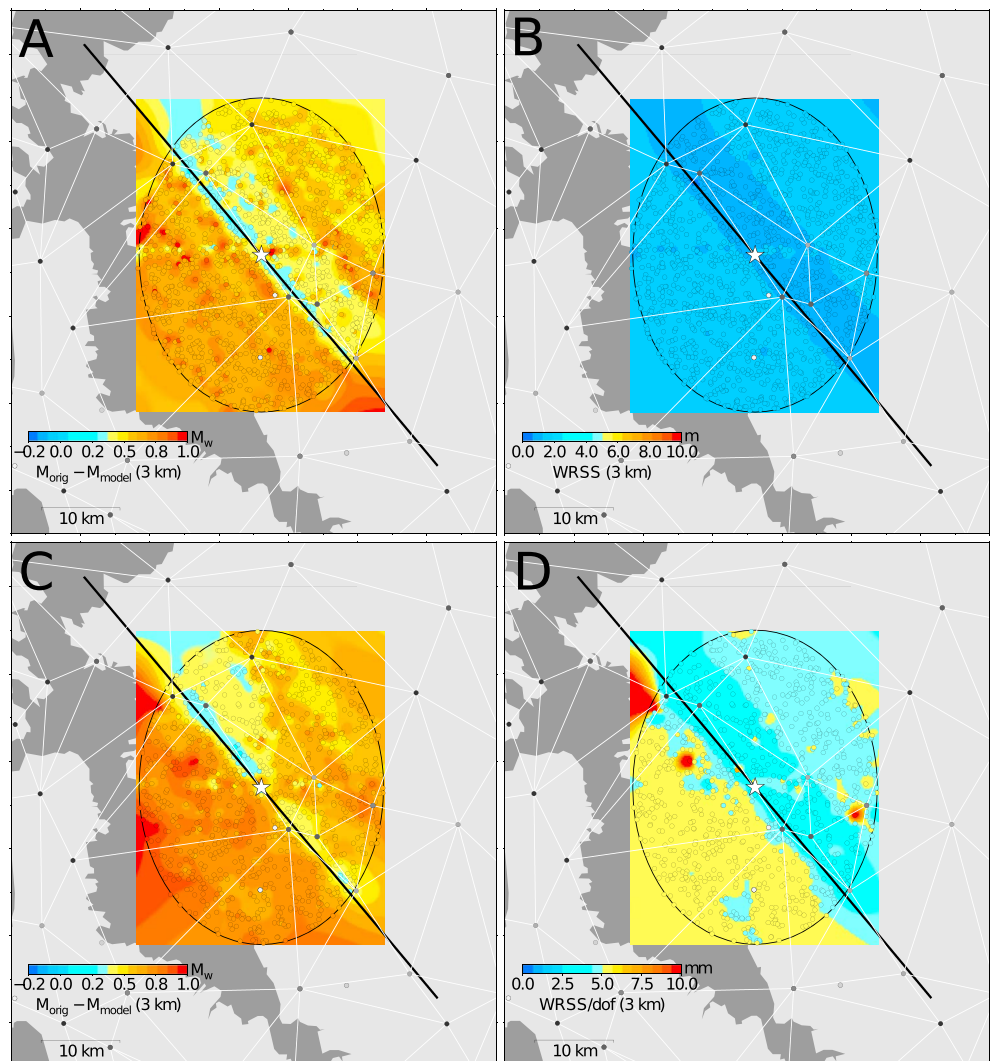 A
−0.2 0.0 0.2 0.5 0.8 1.0 Mw
Morig −Mmodel (3 km)
10 km
B
0.0 2.0 4.0 6.0 8.0 10.0 m
WRSS (3 km)
10 km
C
−0.2 0.0 0.2 0.5 0.8 1.0 Mw
Morig −Mmodel (3 km)
10 km
D
0.0 2.5 5.0 7.5 10.0 mm
WRSS/dof (3 km)
10 km